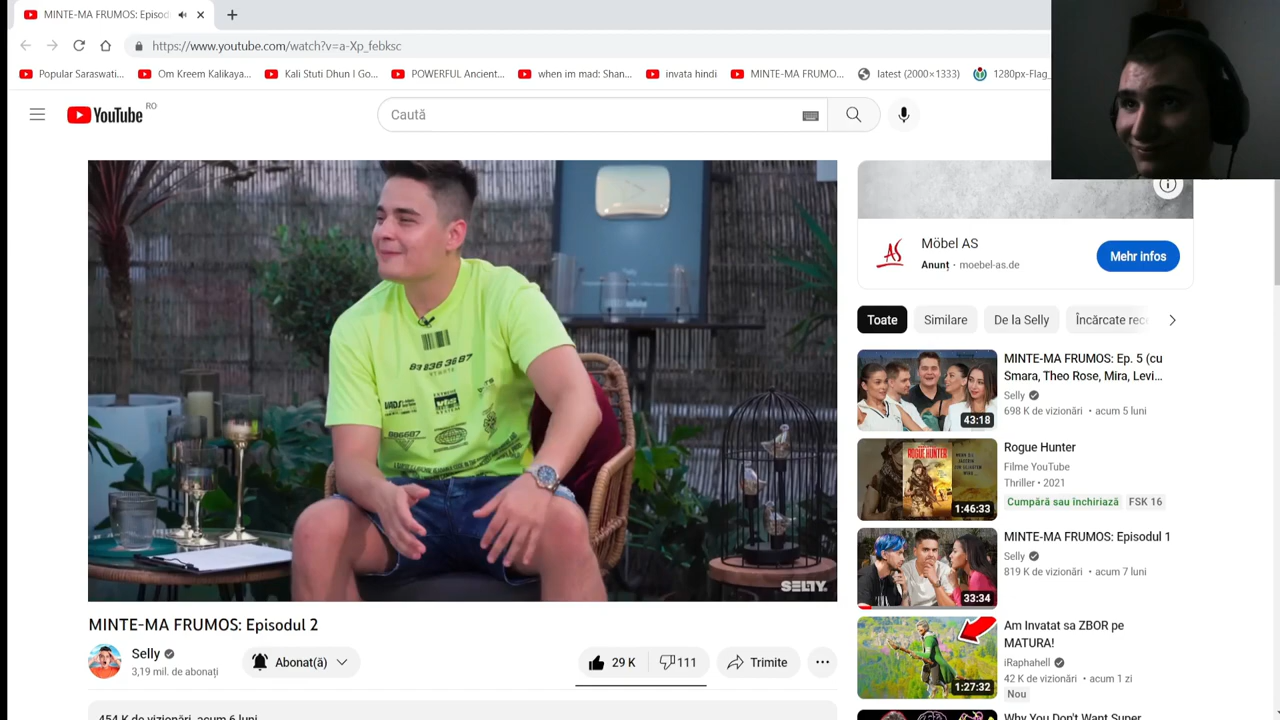 MINTE-MA FRUMOS: Episod
https://www.youtube.com/watch?v=a-Xp_febksc
Popular Saraswati...
Om Kreem Kalikaya...
Kali Stuti Dhun I Go...
POWERFUL Ancient...
when im mad: Shan...
invata hindi
MINTE-MA FRUMO...
latest (2000×1333)
1280px-Flag_
YouTube RO
Caută
SELLY.
Möbel AS
Anunț · moebel-as.de
Mehr infos
Toate
Similare
De la Selly
Încărcate rec
MINTE-MA FRUMOS: Ep. 5 (cu
Smara, Theo Rose, Mira, Levi...
Selly
698 K de vizionări • acum 5 luni
43:18
ROGUE HUNTER
Rogue Hunter
Filme YouTube
Thriller • 2021
Cumpără sau închiriază FSK 16
1:46:33
MINTE-MA FRUMOS: Episodul 1
Selly
819 K de vizionări • acum 7 luni
33:34
Am Invatat sa ZBOR pe
MATURA!
iRaphahell
42 K de vizionări • acum 1 zi
Nou
1:27:32
Why You Don't Want Super
MINTE-MA FRUMOS: Episodul 2
Selly
3,19 mil. de abonați
Abonat(ă)
29 K
111
Trimite
454 K de vizionări acum 6 luni